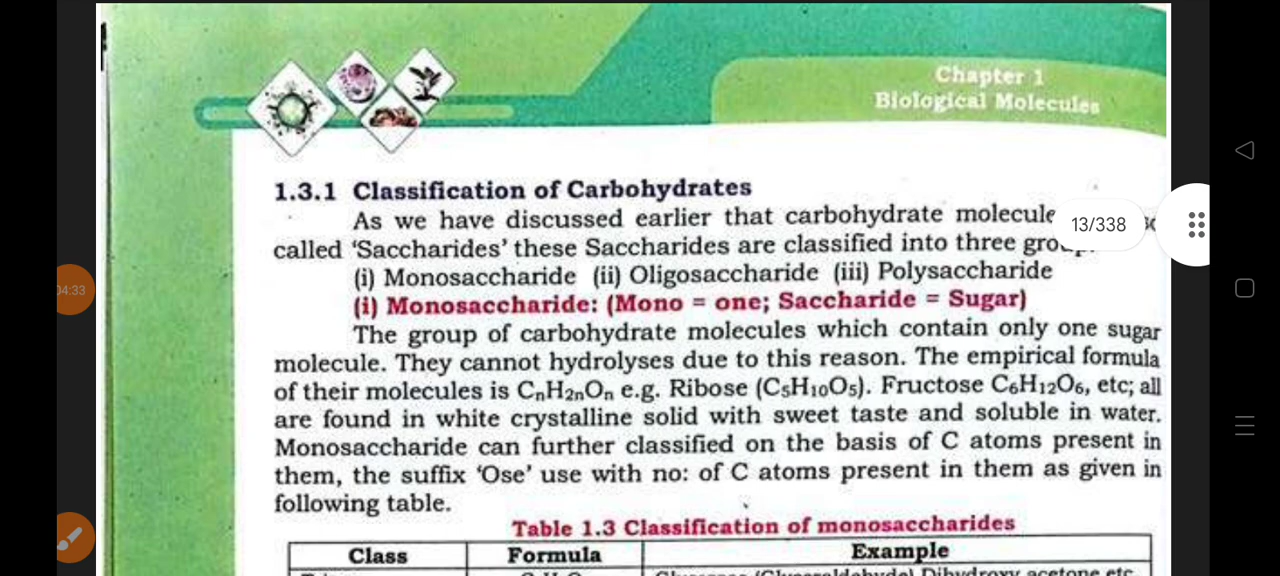 Chapter 1
Biological Molecules
1.3.1 Classification of Carbohydrates
As we have discussed earlier that carbohydrate molecule
13/338
called ‘Saccharides’ these Saccharides are classified into three
(i) Monosaccharide (ii) Oligosaccharide (iii) Polysaccharide
(i) Monosaccharide: (Mono = one; Saccharide = Sugar)
04:33
The group of carbohydrate molecules which contain only one sugar
molecule. They cannot hydrolyses due to this reason. The empirical formula
of their molecules is CₙH₂ₙOₙ e.g. Ribose (C₅H₁₀O₅). Fructose C₆H₁₂O₆, etc; all
are found in white crystalline solid with sweet taste and soluble in water.
Monosaccharide can further classified on the basis of C atoms present in
them, the suffix ‘Ose’ use with no: of C atoms present in them as given in
following table.
Table 1.3 Classification of monosaccharides
Class Formula Example
(Glyceraldehyde) Dihydroxy acetone etc